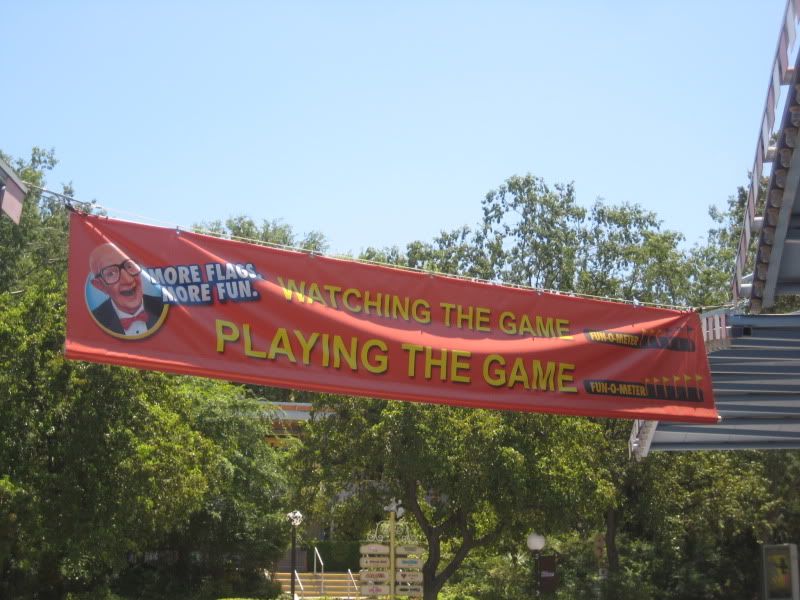 MORE FLAGS.
MORE FUN.
WATCHING THE GAME
FUN-O-METER
PLAYING THE GAME
FUN-O-METER